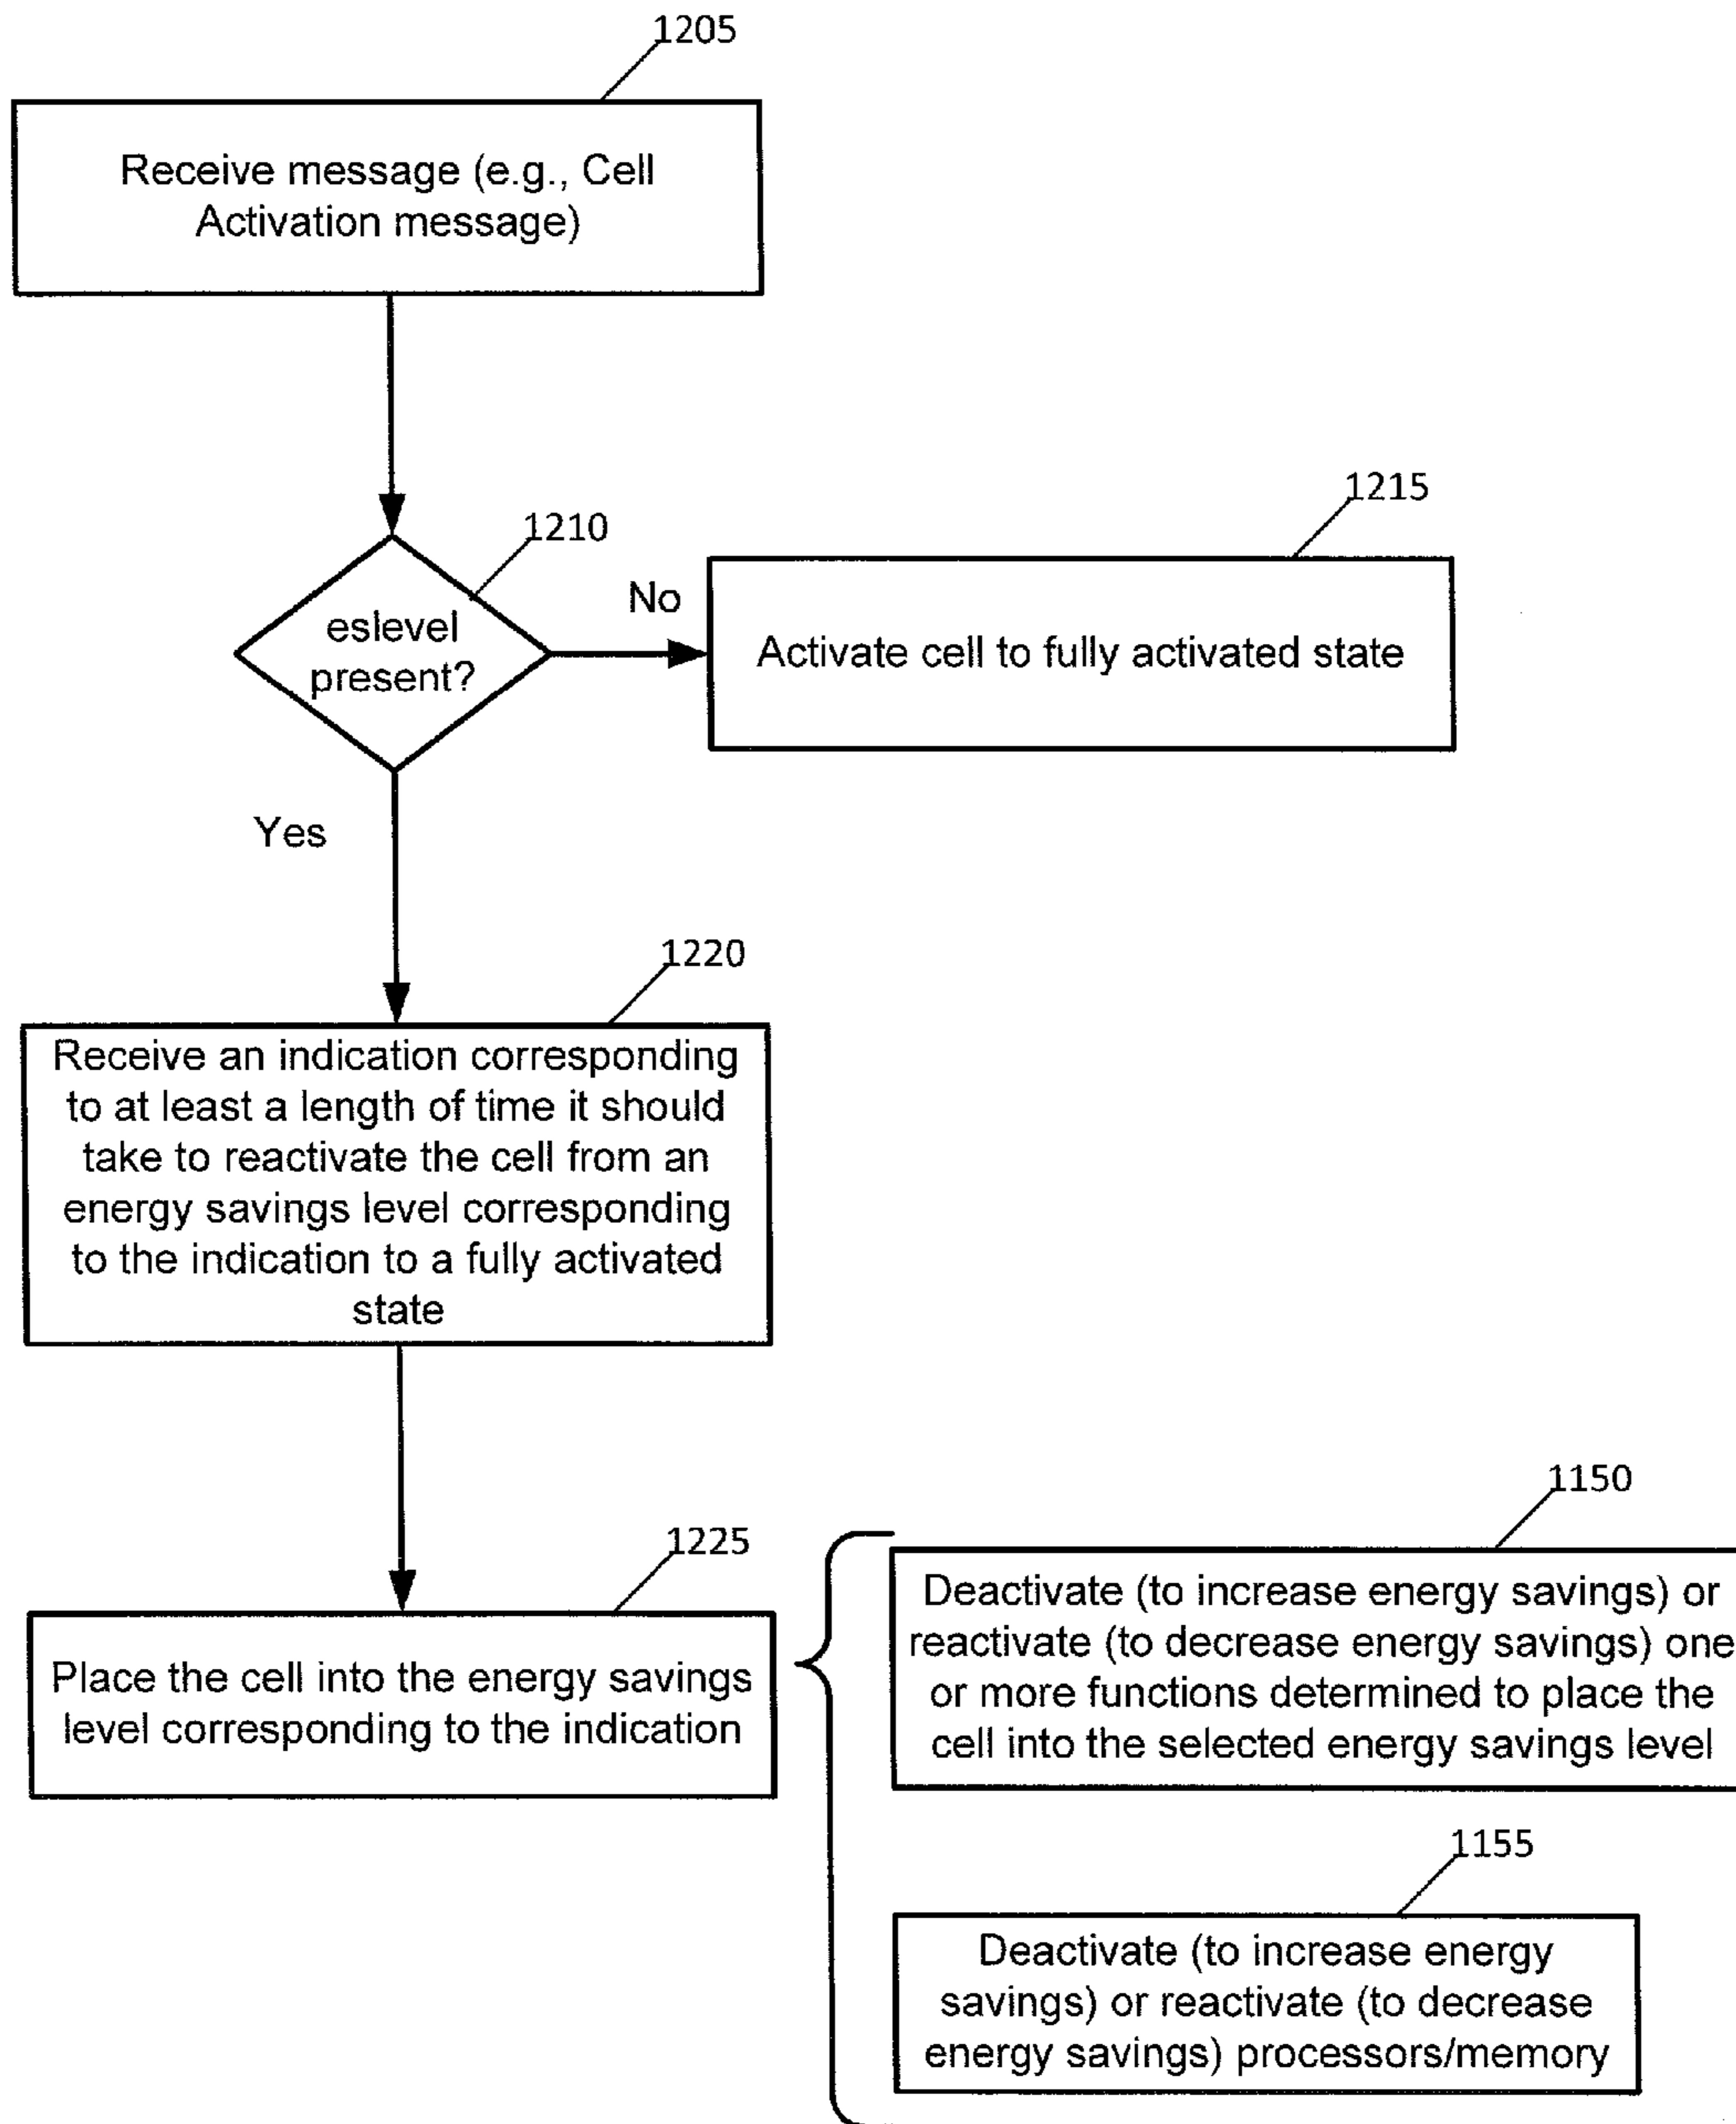 1205
Receive message (e.g., Cell
Activation message)
1210
eslevel
present?
No
1215
Activate cell to fully activated state
Yes
1220
Receive an indication corresponding
to at least a length of time it should
take to reactivate the cell from an
energy savings level corresponding
to the indication to a fully activated
state
1225
Place the cell into the energy savings
level corresponding to the indication
1150
Deactivate (to increase energy savings) or
reactivate (to decrease energy savings) one
or more functions determined to place the
cell into the selected energy savings level
1155
Deactivate (to increase energy
savings) or reactivate (to decrease
energy savings) processors/memory